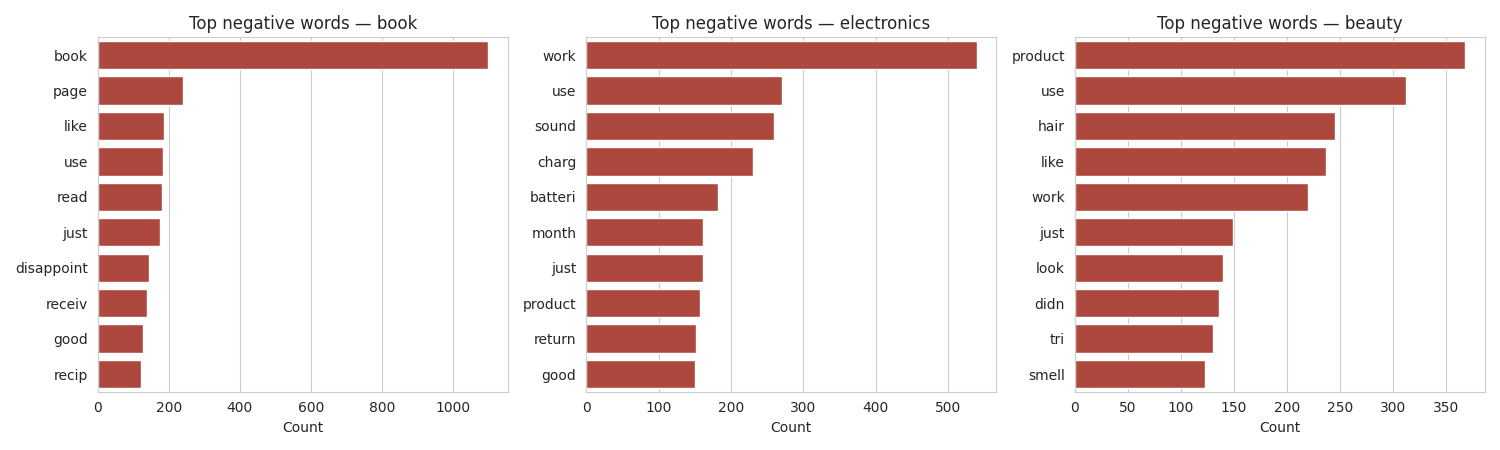 Top negative words — book
book
page
like
use
read
just
disappoint
receiv
good
recip
0 200 400 600 800 1000
Count
Top negative words — electronics
work
use
sound
charg
batteri
month
just
product
return
good
0 100 200 300 400 500
Count
Top negative words — beauty
product
use
hair
like
work
just
look
didn
tri
smell
0 50 100 150 200 250 300 350
Count